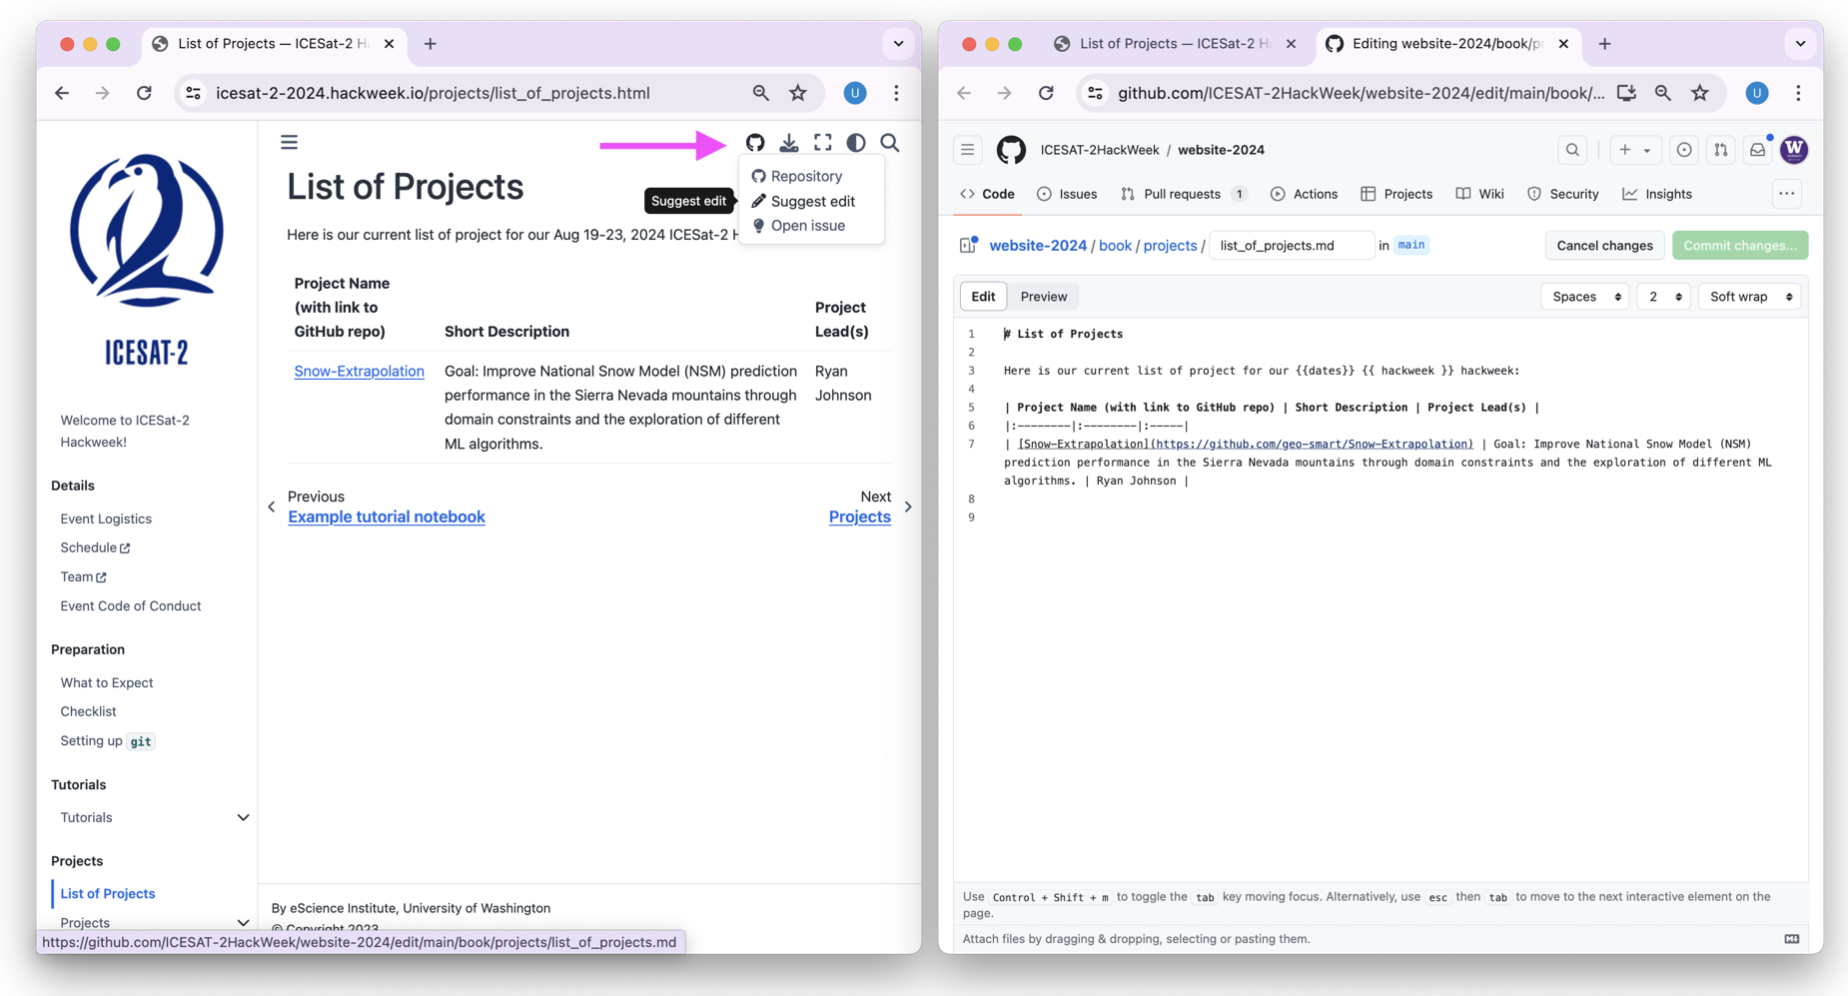 List of Projects — ICESat-2 H
icesat-2-2024.hackweek.io/projects/list_of_projects.html
U
ICESAT-2
Welcome to ICESat-2
Hackweek!
Details
Event Logistics
Schedule
Team
Event Code of Conduct
Preparation
What to Expect
Checklist
Setting up git
Tutorials
Tutorials
Projects
List of Projects
Projects
Repository
Suggest edit
Suggest edit
Open issue
List of Projects
Here is our current list of project for our Aug 19-23, 2024 ICESat-2 H
Project Name
(with link to
GitHub repo)
Short Description
Project
Lead(s)
Snow-Extrapolation
Goal: Improve National Snow Model (NSM) prediction
performance in the Sierra Nevada mountains through
domain constraints and the exploration of different
ML algorithms.
Ryan
Johnson
Previous
Example tutorial notebook
Next
Projects
By eScience Institute, University of Washington
© Copyright 2023
https://github.com/ICESAT-2HackWeek/website-2024/edit/main/book/projects/list_of_projects.md
List of Projects — ICESat-2 H
Editing website-2024/book/p
github.com/ICESAT-2HackWeek/website-2024/edit/main/book/...
U
ICESAT-2HackWeek / website-2024
W
Code
Issues
Pull requests 1
Actions
Projects
Wiki
Security
Insights
website-2024 / book / projects / list_of_projects.md in main
Cancel changes
Commit changes...
Edit
Preview
Spaces
2
Soft wrap
1 # List of Projects
2
3 Here is our current list of project for our {{dates}} {{ hackweek }} hackweek:
4
5 | Project Name (with link to GitHub repo) | Short Description | Project Lead(s) |
6 |:--------|:--------|:-----|
7 | [Snow-Extrapolation](https://github.com/geo-smart/Snow-Extrapolation) | Goal: Improve National Snow Model (NSM)
prediction performance in the Sierra Nevada mountains through domain constraints and the exploration of different ML
algorithms. | Ryan Johnson |
8
9
Use Control + Shift + m to toggle the tab key moving focus. Alternatively, use esc then tab to move to the next interactive element on the
page.
Attach files by dragging & dropping, selecting or pasting them.